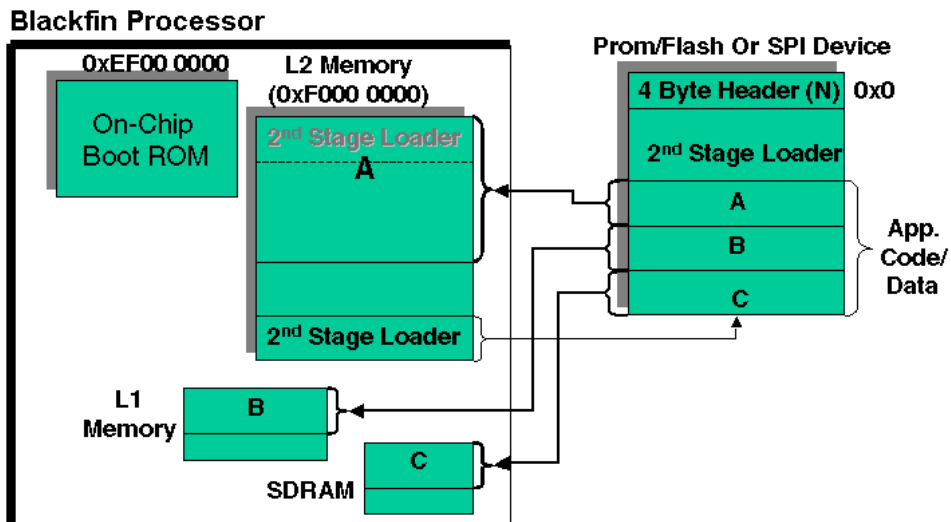 Blackfin Processor
0xEF00 0000
On-Chip
Boot ROM
L2 Memory
(0xF000 0000)
2nd Stage Loader
A
2nd Stage Loader
L1
Memory
B
SDRAM
C
Prom/Flash Or SPI Device
4 Byte Header (N)
0x0
2nd Stage Loader
A
B
C
App.
Code/
Data